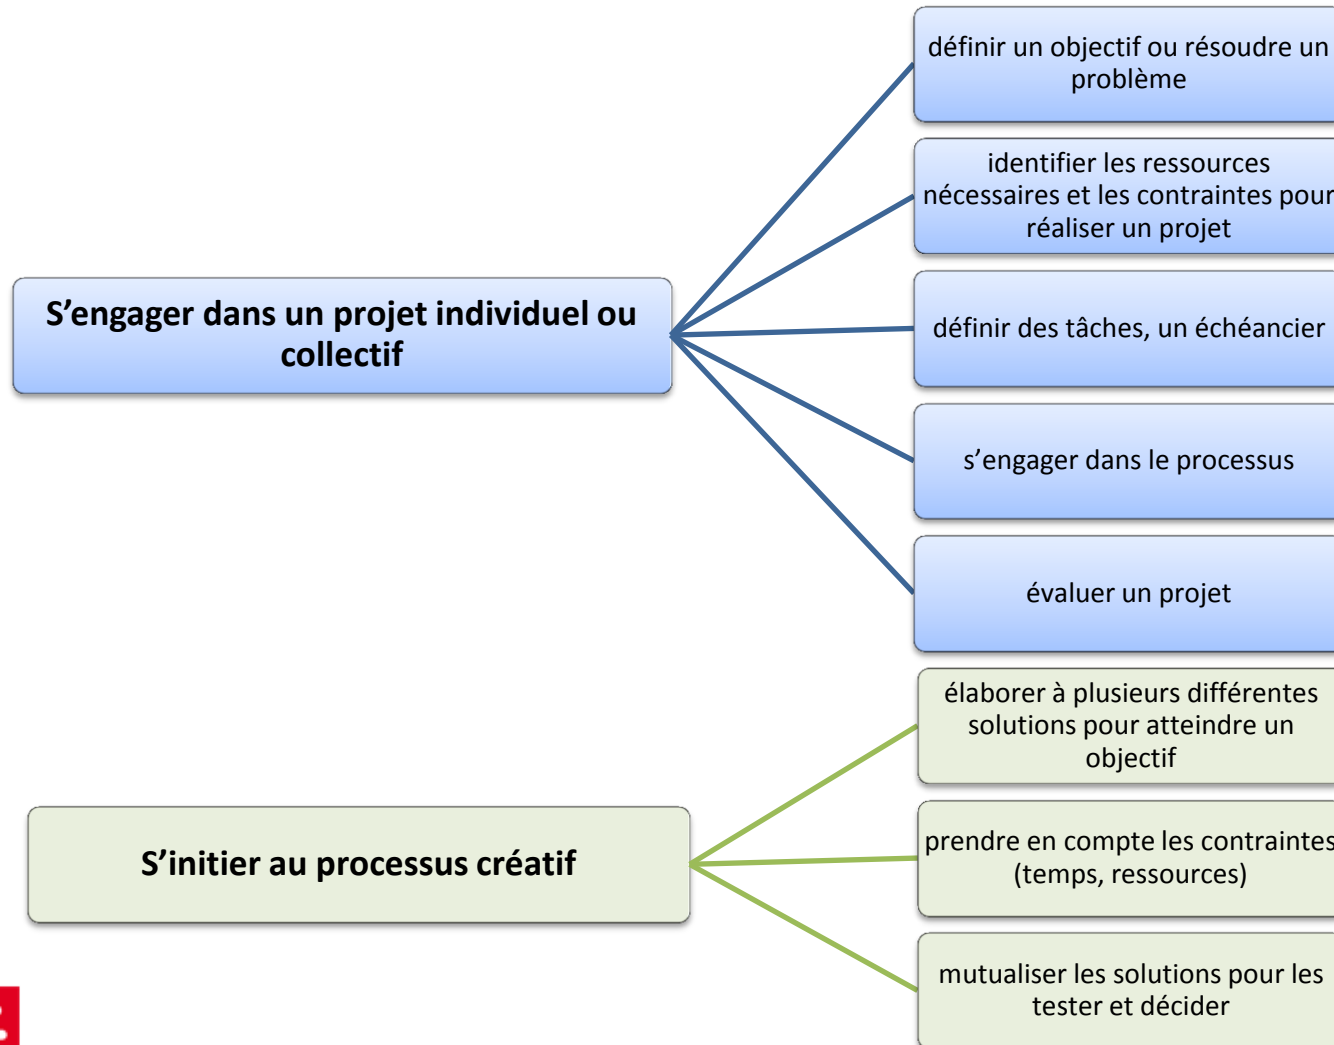 définir un objectif ou résoudre un
problème
identifier les ressources
nécessaires et les contraintes pour
réaliser un projet
S’engager dans un projet individuel ou
collectif
définir des tâches, un échéancier
s’engager dans le processus
évaluer un projet
élaborer à plusieurs différentes
solutions pour atteindre un
objectif
S’initier au processus créatif
prendre en compte les contraintes
(temps, ressources)
mutualiser les solutions pour les
tester et décider